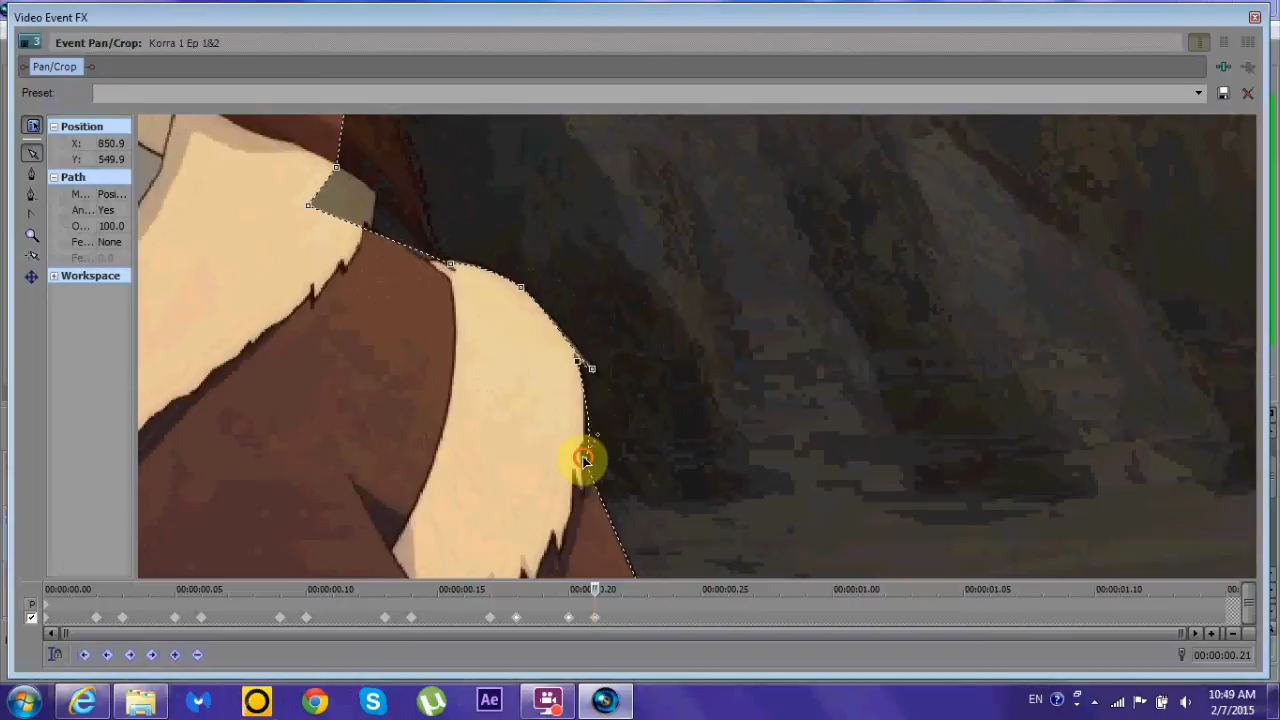 Video Event FX
3 Event Pan/Crop: Korra 1 Ep 1&2
Pan/Crop
Preset:
Position
X: 850.9
Y: 549.9
Path
M... Posi...
An... Yes
O... 100.0
Fe... None
Fe... 0.0
Workspace
00:00:00.00 00:00:00.05 00:00:00.10 00:00:00.15 00:00:00.20 00:00:00.25 00:00:01.00 00:00:01.05 00:00:01.10 00:
P
00:00:00.21
Ae EN ? 10:49 AM
2/7/2015